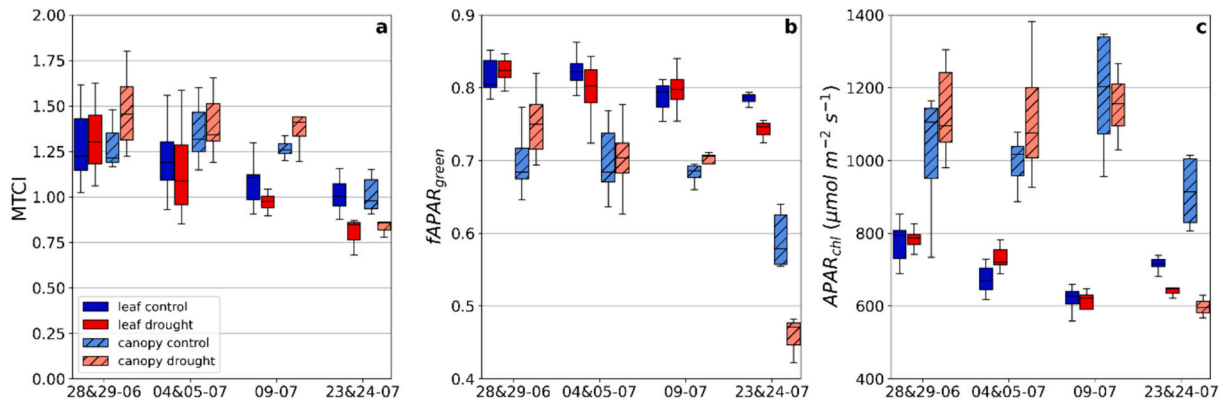 a
MTCI
2.00
1.75
1.50
1.25
1.00
0.75
0.50
0.25
0.00
leaf control
leaf drought
canopy control
canopy drought
28&29-06 04&05-07 09-07 23&24-07
b
fAPARgreen
0.9
0.8
0.7
0.6
0.5
0.4
28&29-06 04&05-07 09-07 23&24-07
c
APARchl (μmol m−2 s−1)
1400
1200
1000
800
600
400
28&29-06 04&05-07 09-07 23&24-07